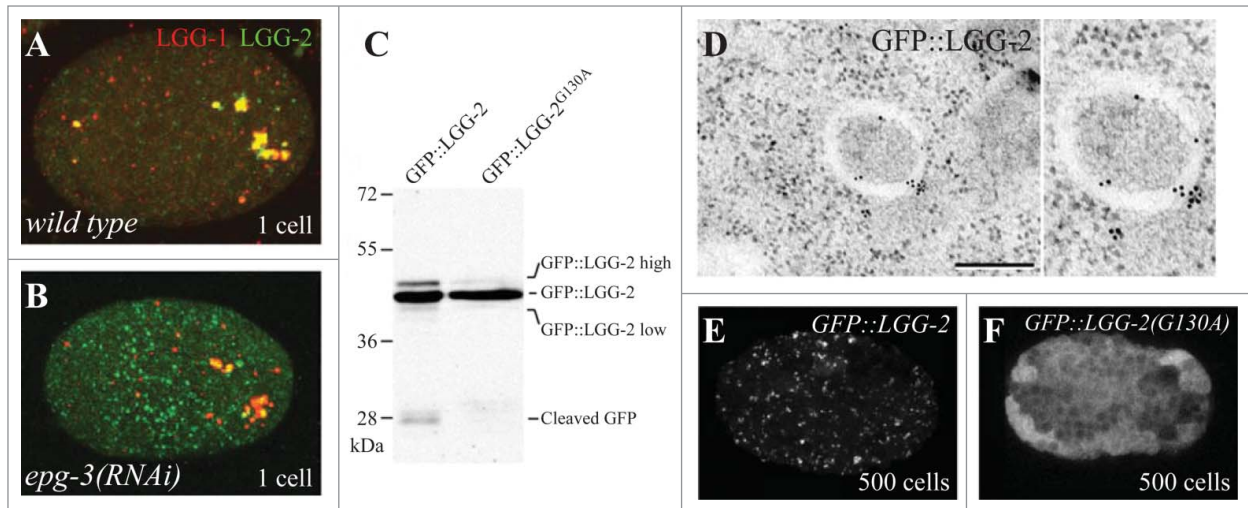 A
LGG-1 LGG-2
wild type
1 cell
B
epg-3(RNAi)
1 cell
C
GFP::LGG-2
GFP::LGG-2G130A
72
55
36
28
kDa
GFP::LGG-2 high
GFP::LGG-2
GFP::LGG-2 low
Cleaved GFP
D
GFP::LGG-2
E
GFP::LGG-2
500 cells
F
GFP::LGG-2(G130A)
500 cells